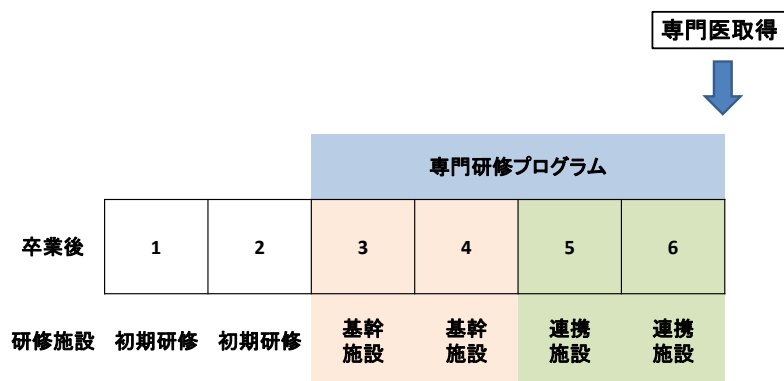 専門医取得
専門研修プログラム
卒業後 1 2 3 4 5 6
研修施設 初期研修 初期研修 基幹 基幹 連携 連携
施設 施設 施設 施設